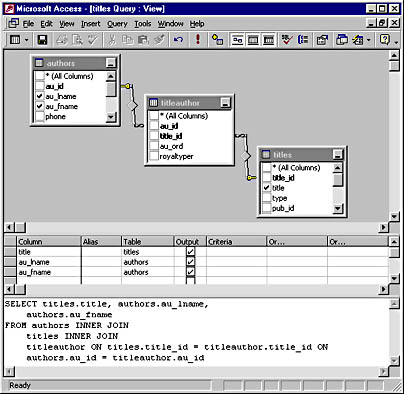 Microsoft Access - [titles Query : View]
File Edit View Insert Query Tools Window Help
authors
* (All Columns)
au_id
au_lname
au_fname
phone
titleauthor
* (All Columns)
au_id
title_id
au_ord
royaltyper
titles
* (All Columns)
title_id
title
type
pub_id
Column Alias Table Output Criteria Or... Or...
title titles
au_lname authors
au_fname authors
SELECT titles.title, authors.au_lname,
authors.au_fname
FROM authors INNER JOIN
titles INNER JOIN
titleauthor ON titles.title_id = titleauthor.title_id ON
authors.au_id = titleauthor.au_id
Ready